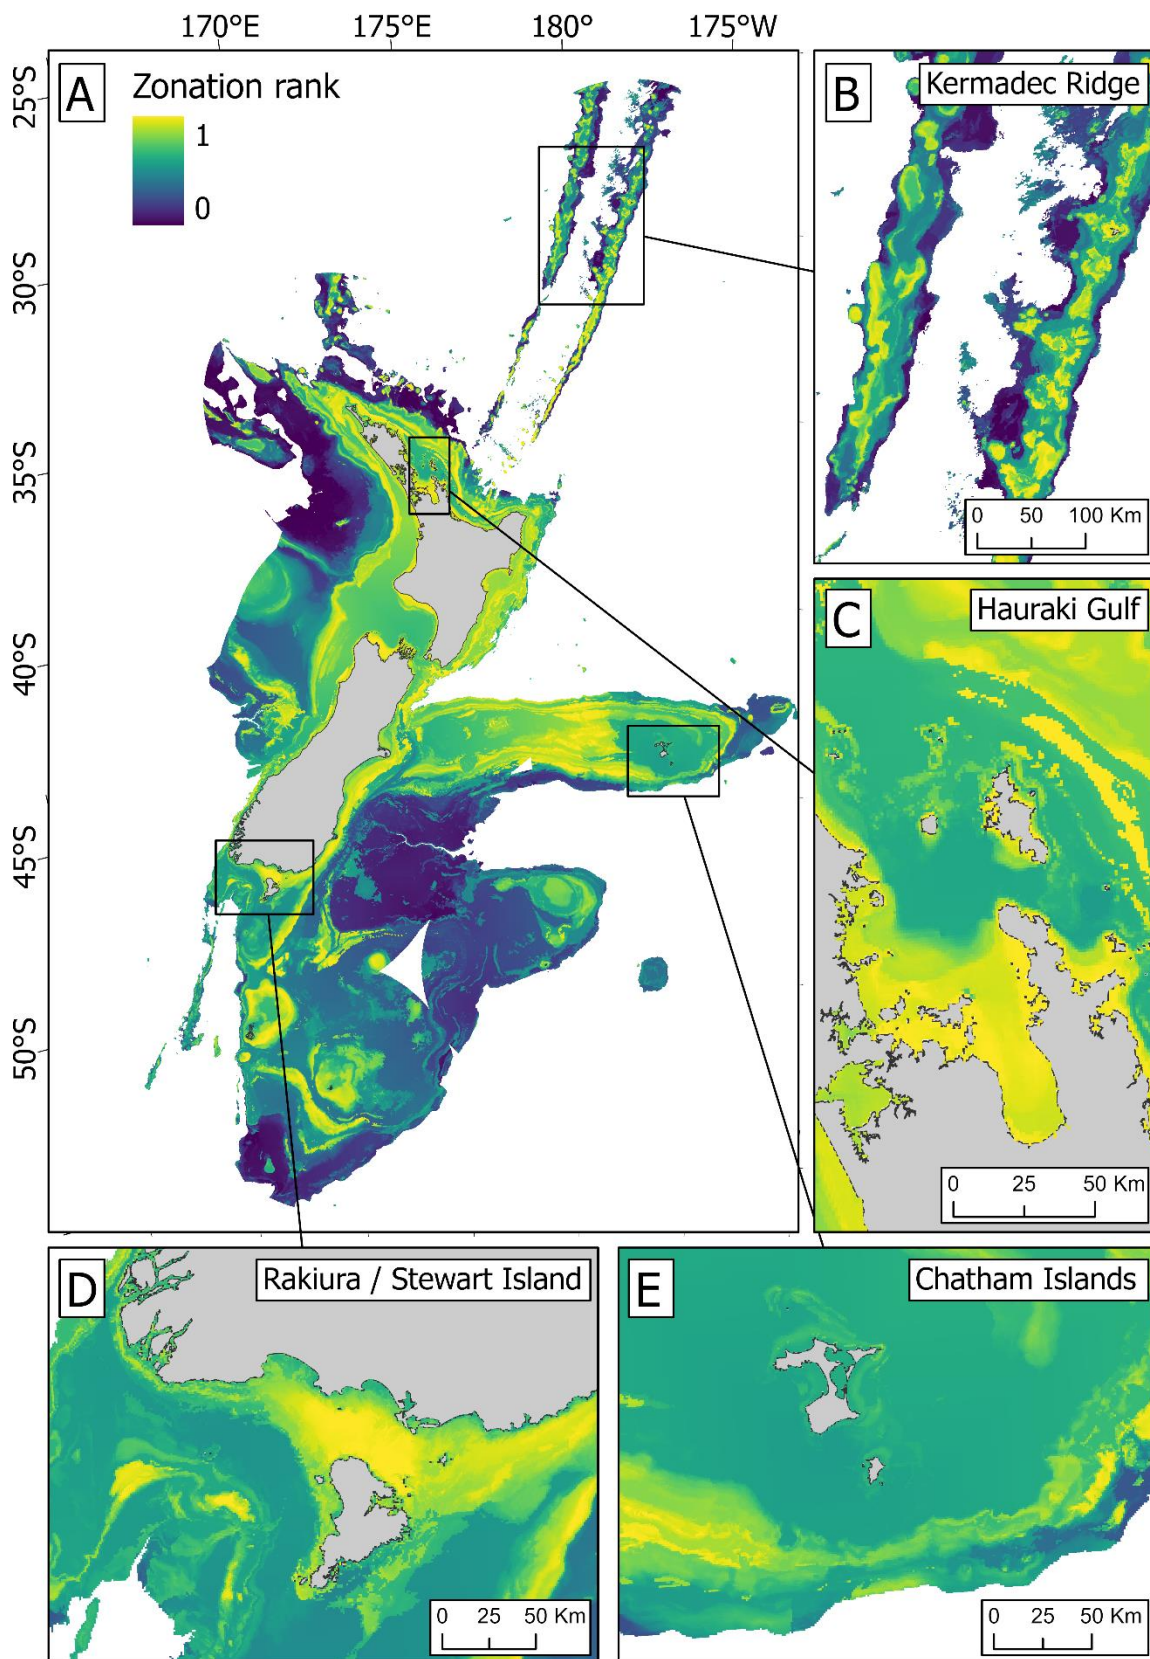 170°E 175°E 180° 175°W
25°S
30°S
35°S
40°S
45°S
50°S
A
Zonation rank
1
0
B
Kermadec Ridge
0 50 100 Km
C
Hauraki Gulf
0 25 50 Km
D
Rakiura / Stewart Island
0 25 50 Km
E
Chatham Islands
0 25 50 Km